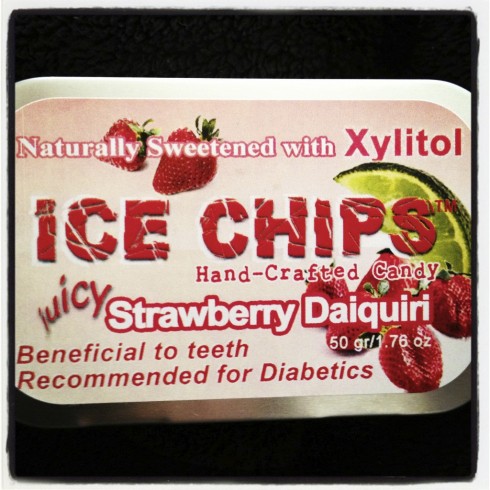 Naturally Sweetened with Xylitol
ICE CHIPS™
Hand-Crafted Candy
juicy Strawberry Daiquiri
50 gr/1.76 oz
Beneficial to teeth
Recommended for Diabetics